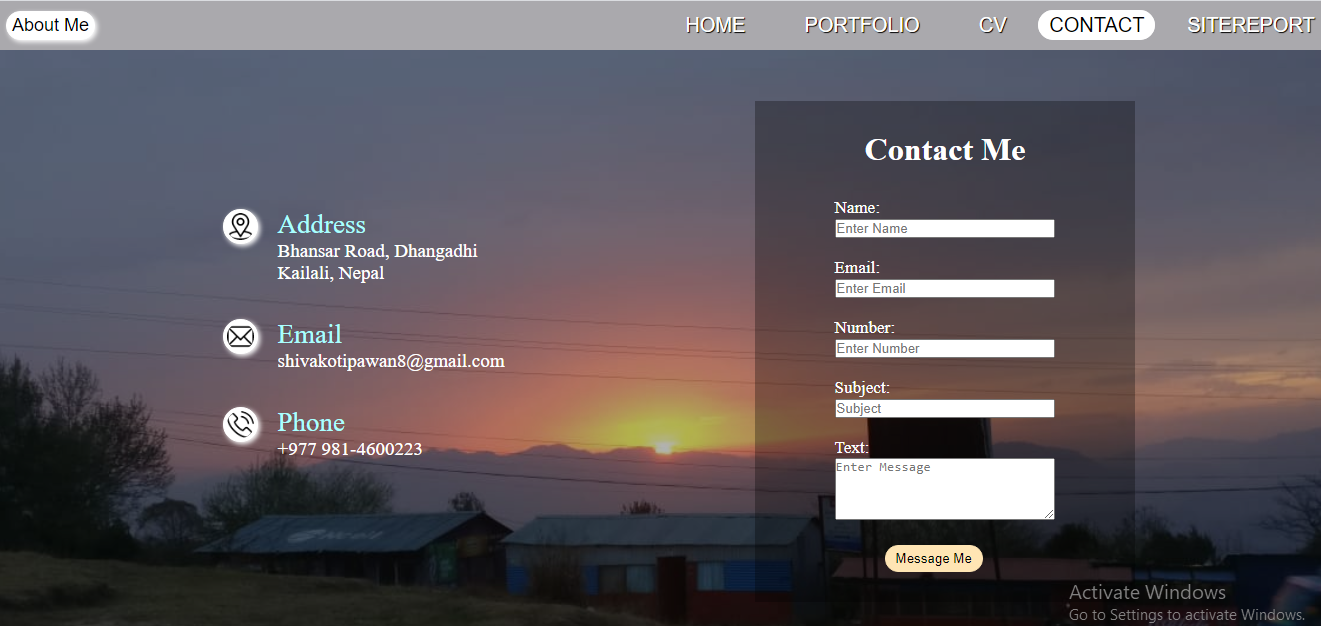 About Me
HOME
PORTFOLIO
CV
CONTACT
SITEREPORT
Address
Bhansar Road, Dhangadhi
Kailali, Nepal
Email
shivakotipawan8@gmail.com
Phone
+977 981-4600223
Contact Me
Name:
Enter Name
Email:
Enter Email
Number:
Enter Number
Subject:
Subject
Text:
Enter Message
Message Me
Activate Windows
Go to Settings to activate Windows.